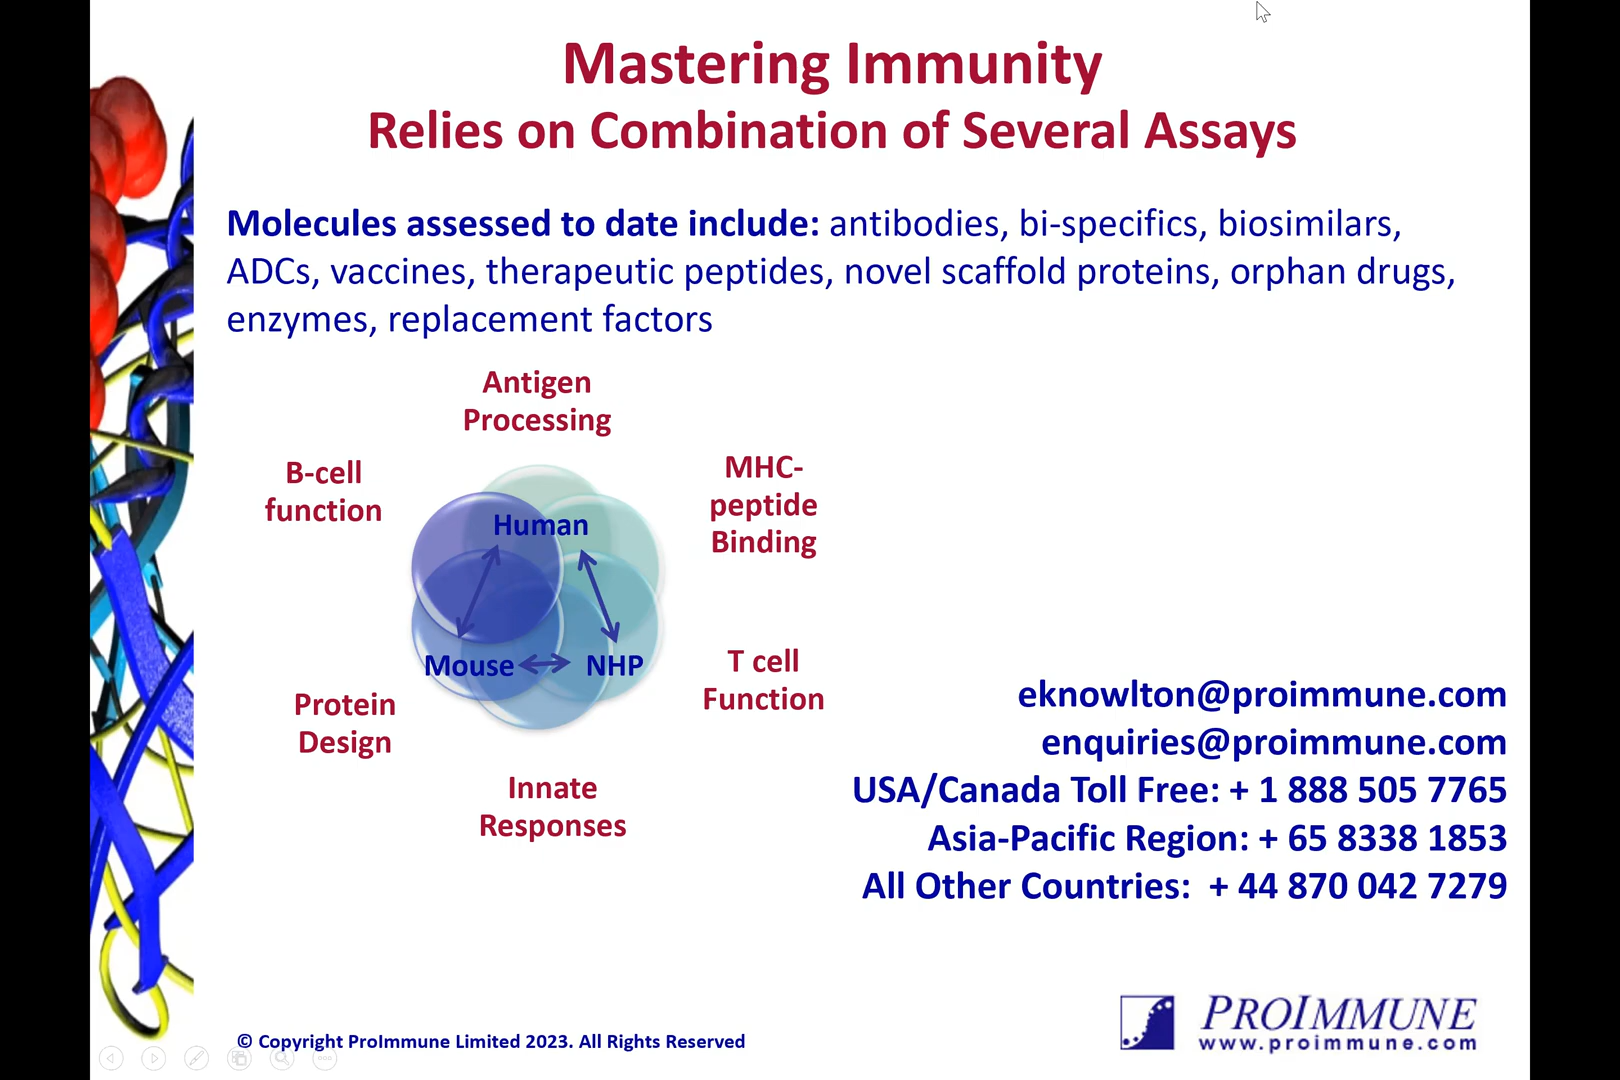 Mastering Immunity
Relies on Combination of Several Assays
Molecules assessed to date include: antibodies, bi-specifics, biosimilars,
ADCs, vaccines, therapeutic peptides, novel scaffold proteins, orphan drugs,
enzymes, replacement factors
Antigen
Processing
B-cell
function
MHC-
peptide
Binding
Human
Mouse
NHP
T cell
Function
Protein
Design
Innate
Responses
eknowlton@proimmune.com
enquiries@proimmune.com
USA/Canada Toll Free: + 1 888 505 7765
Asia-Pacific Region: + 65 8338 1853
All Other Countries:  + 44 870 042 7279
© Copyright ProImmune Limited 2023. All Rights Reserved
PROIMMUNE
www.proimmune.com